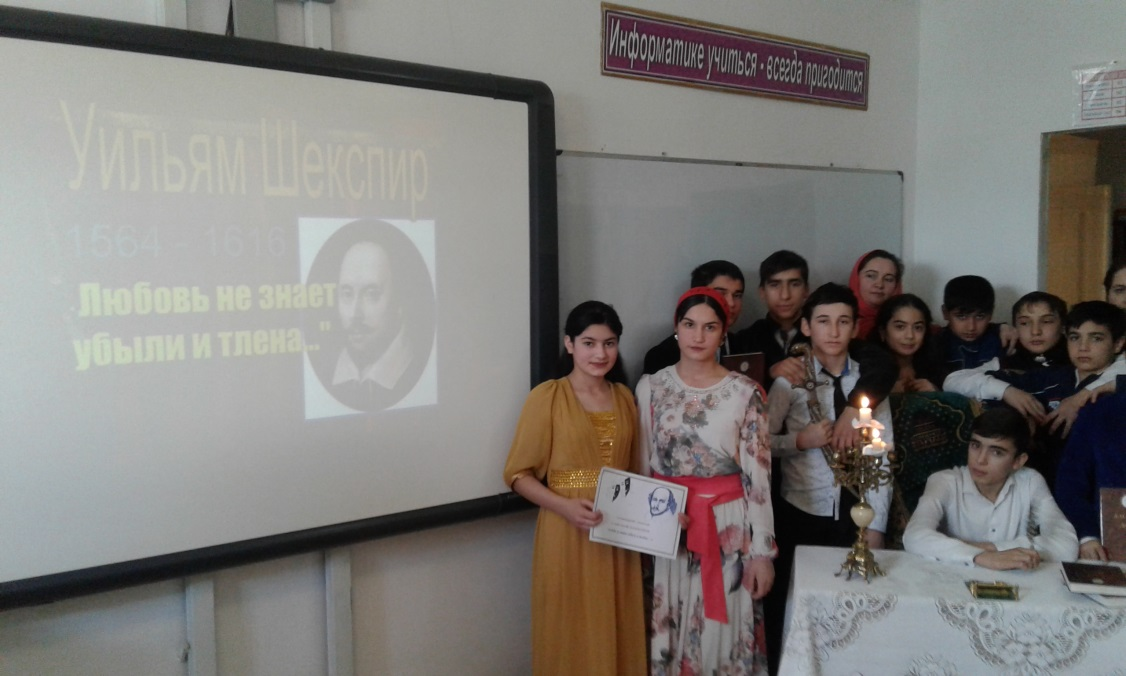 Уильям Шекспир
1564 - 1616
Любовь не знает
убыли и тлена.."
Информатике учиться - всегда пригодится